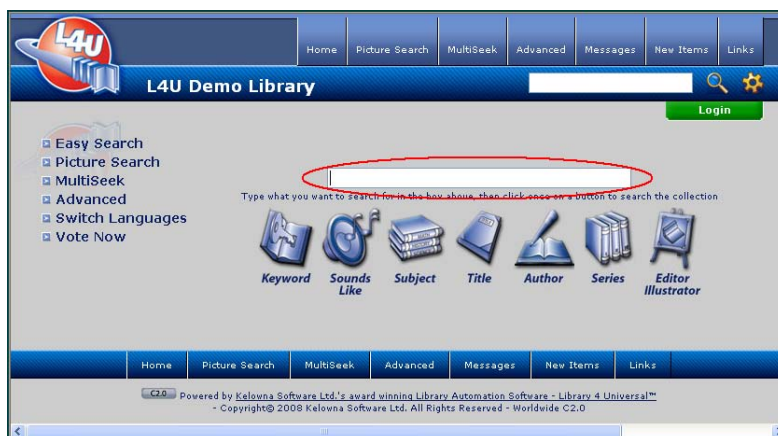 L4U
Home Picture Search MultiSeek Advanced Messages New Items Links
L4U Demo Library
Login
Easy Search
Picture Search
MultiSeek
Advanced
Switch Languages
Vote Now
Type what you want to search for in the box above, then click once on a button to search the collection
Keyword Sounds Like Subject Title Author Series Editor Illustrator
Home Picture Search MultiSeek Advanced Messages New Items Links
C2.0 Powered by Kelowna Software Ltd.'s award winning Library Automation Software - Library 4 Universal™
- Copyright© 2008 Kelowna Software Ltd. All Rights Reserved - Worldwide C2.0